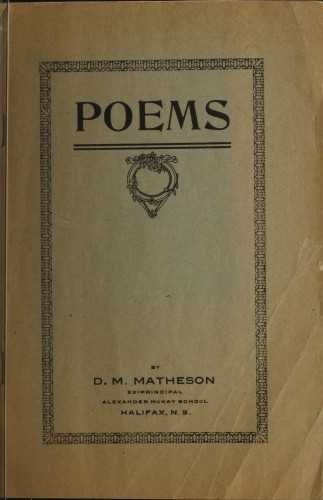 POEMS
BY
D. M. MATHESON
EX-PRINCIPAL
ALEXANDER MCKAY SCHOOL
HALIFAX, N. S.